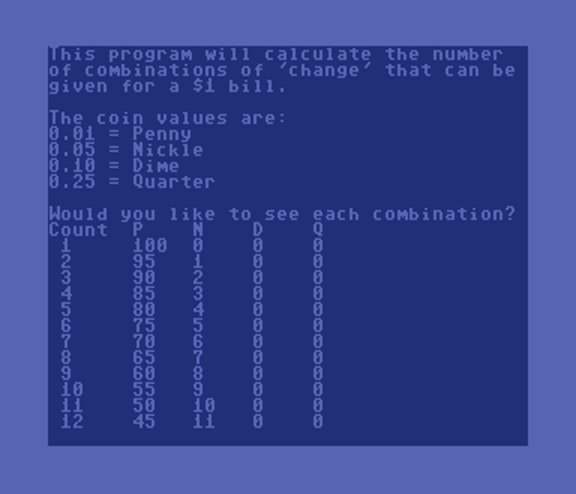 This program will calculate the number
of combinations of 'change' that can be
given for a $1 bill.
The coin values are:
0.01 = Penny
0.05 = Nickle
0.10 = Dime
0.25 = Quarter
Would you like to see each combination?
Count P N D Q
1 100 0 0 0
2 95 1 0 0
3 90 2 0 0
4 85 3 0 0
5 80 4 0 0
6 75 5 0 0
7 70 6 0 0
8 65 7 0 0
9 60 8 0 0
10 55 9 0 0
11 50 10 0 0
12 45 11 0 0